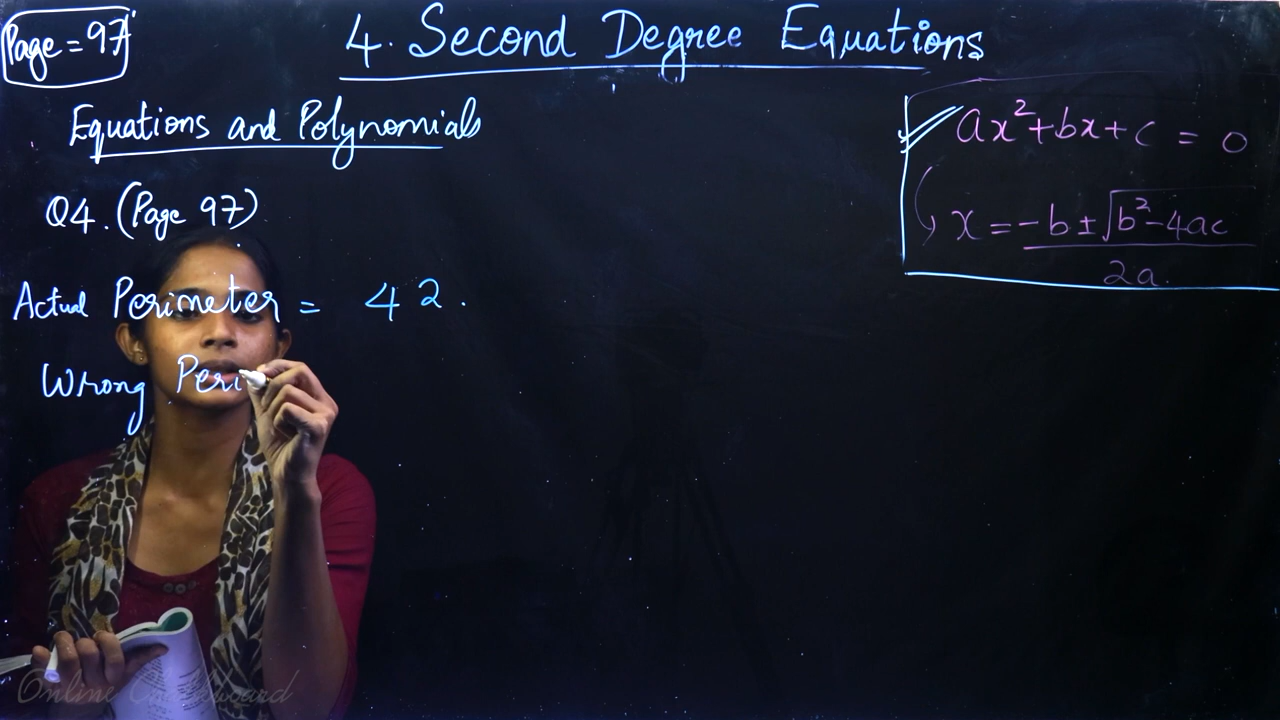 Page = 97
4. Second Degree Equations
Equations and Polynomials
ax²+bx+c = 0
x = -b ± √b²-4ac
2a.
Q4. (Page 97)
Actual Perimeter = 42.
Wrong Peri
Online